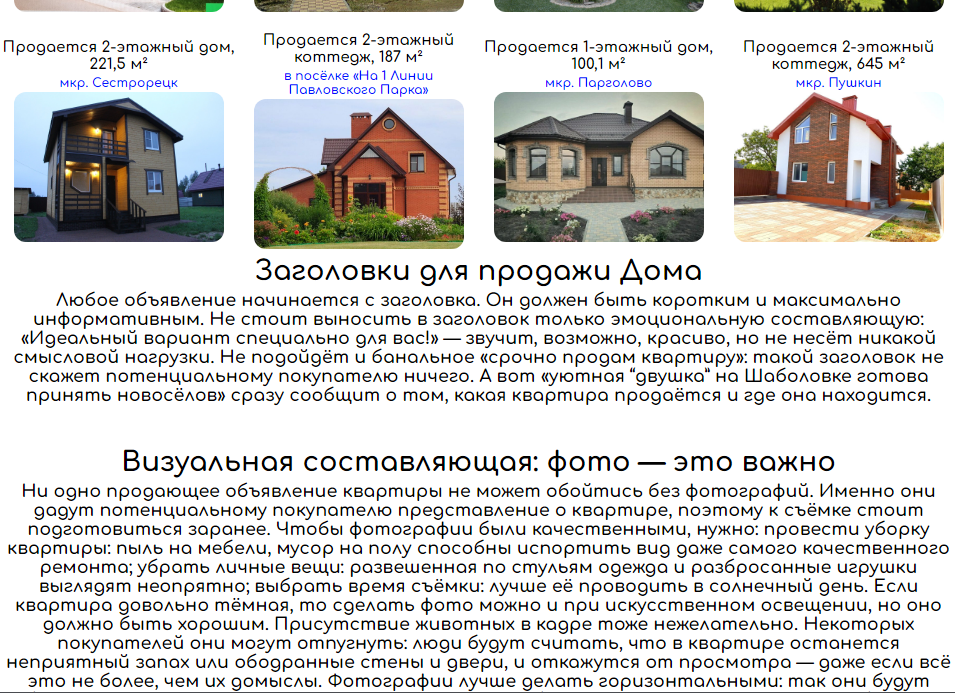 Продается 2-этажный дом,
221,5 м²
мкр. Сестрорецк
Продается 2-этажный
коттедж, 187 м²
в посёлке «На 1 Линии
Павловского Парка»
Продается 1-этажный дом,
100,1 м²
мкр. Парголово
Продается 2-этажный
коттедж, 645 м²
мкр. Пушкин
Заголовки для продажи Дома
Любое объявление начинается с заголовка. Он должен быть коротким и максимально
информативным. Не стоит выносить в заголовок только эмоциональную составляющую:
«Идеальный вариант специально для вас!» — звучит, возможно, красиво, но не несёт никакой
смысловой нагрузки. Не подойдёт и банальное «срочно продам квартиру»: такой заголовок не
скажет потенциальному покупателю ничего. А вот «уютная “двушка” на Шаболовке готова
принять новосёлов» сразу сообщит о том, какая квартира продаётся и где она находится.
Визуальная составляющая: фото — это важно
Ни одно продающее объявление квартиры не может обойтись без фотографий. Именно они
дадут потенциальному покупателю представление о квартире, поэтому к съёмке стоит
подготовиться заранее. Чтобы фотографии были качественными, нужно: провести уборку
квартиры: пыль на мебели, мусор на полу способны испортить вид даже самого качественного
ремонта; убрать личные вещи: развешенная по стульям одежда и разбросанные игрушки
выглядят неопрятно; выбрать время съёмки: лучше её проводить в солнечный день. Если
квартира довольно тёмная, то сделать фото можно и при искусственном освещении, но оно
должно быть хорошим. Присутствие животных в кадре тоже нежелательно. Некоторых
покупателей они могут отпугнуть: люди будут считать, что в квартире останется
неприятный запах или ободранные стены и двери, и откажутся от просмотра — даже если всё
это не более, чем их домыслы. Фотографии лучше делать горизонтальными: так они будут